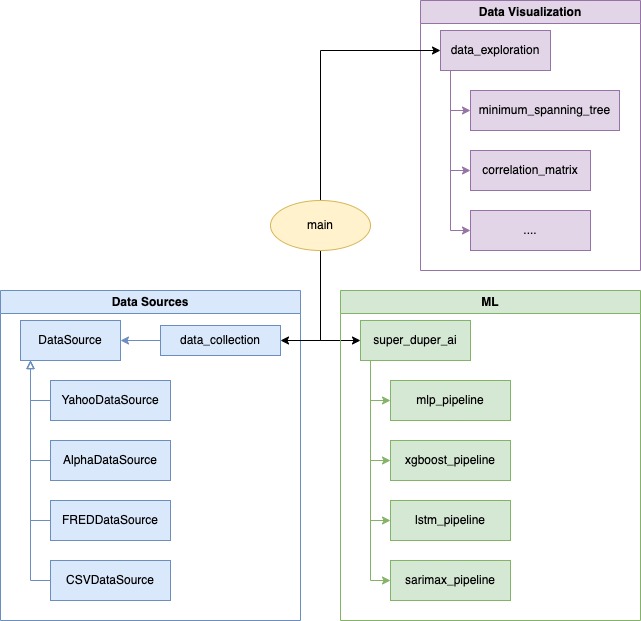 Data Visualization
data_exploration
minimum_spanning_tree
correlation_matrix
....
main
Data Sources
DataSource
data_collection
YahooDataSource
AlphaDataSource
FREDDataSource
CSVDataSource
ML
super_duper_ai
mlp_pipeline
xgboost_pipeline
lstm_pipeline
sarimax_pipeline